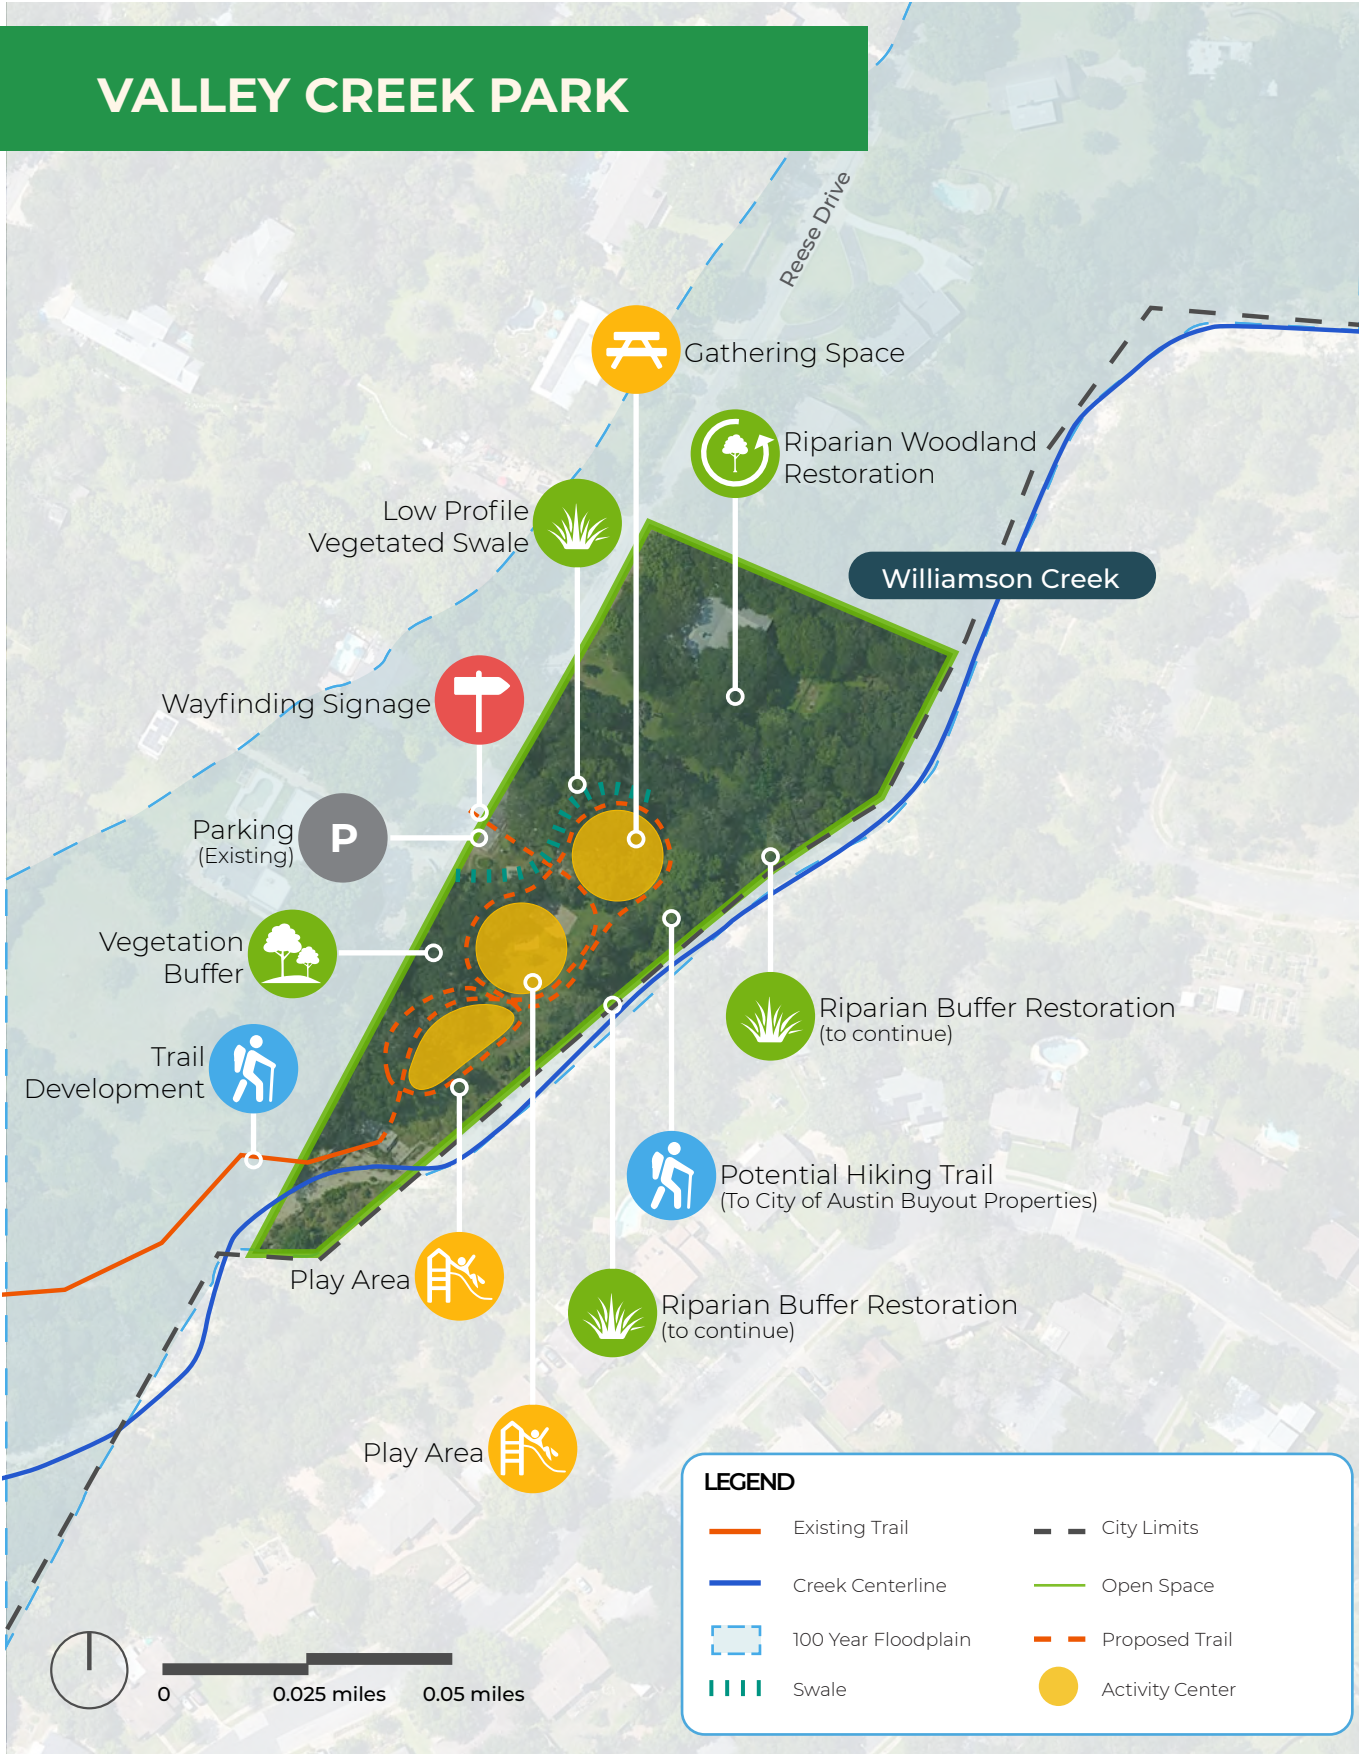 VALLEY CREEK PARK
Reese Drive
Gathering Space
Riparian Woodland
Restoration
Low Profile
Vegetated Swale
Williamson Creek
Wayfinding Signage
Parking
(Existing)
P
Vegetation
Buffer
Riparian Buffer Restoration
(to continue)
Trail
Development
Potential Hiking Trail
(To City of Austin Buyout Properties)
Play Area
Riparian Buffer Restoration
(to continue)
Play Area
LEGEND
Existing Trail
City Limits
Creek Centerline
Open Space
100 Year Floodplain
Proposed Trail
Swale
Activity Center
0
0.025 miles
0.05 miles